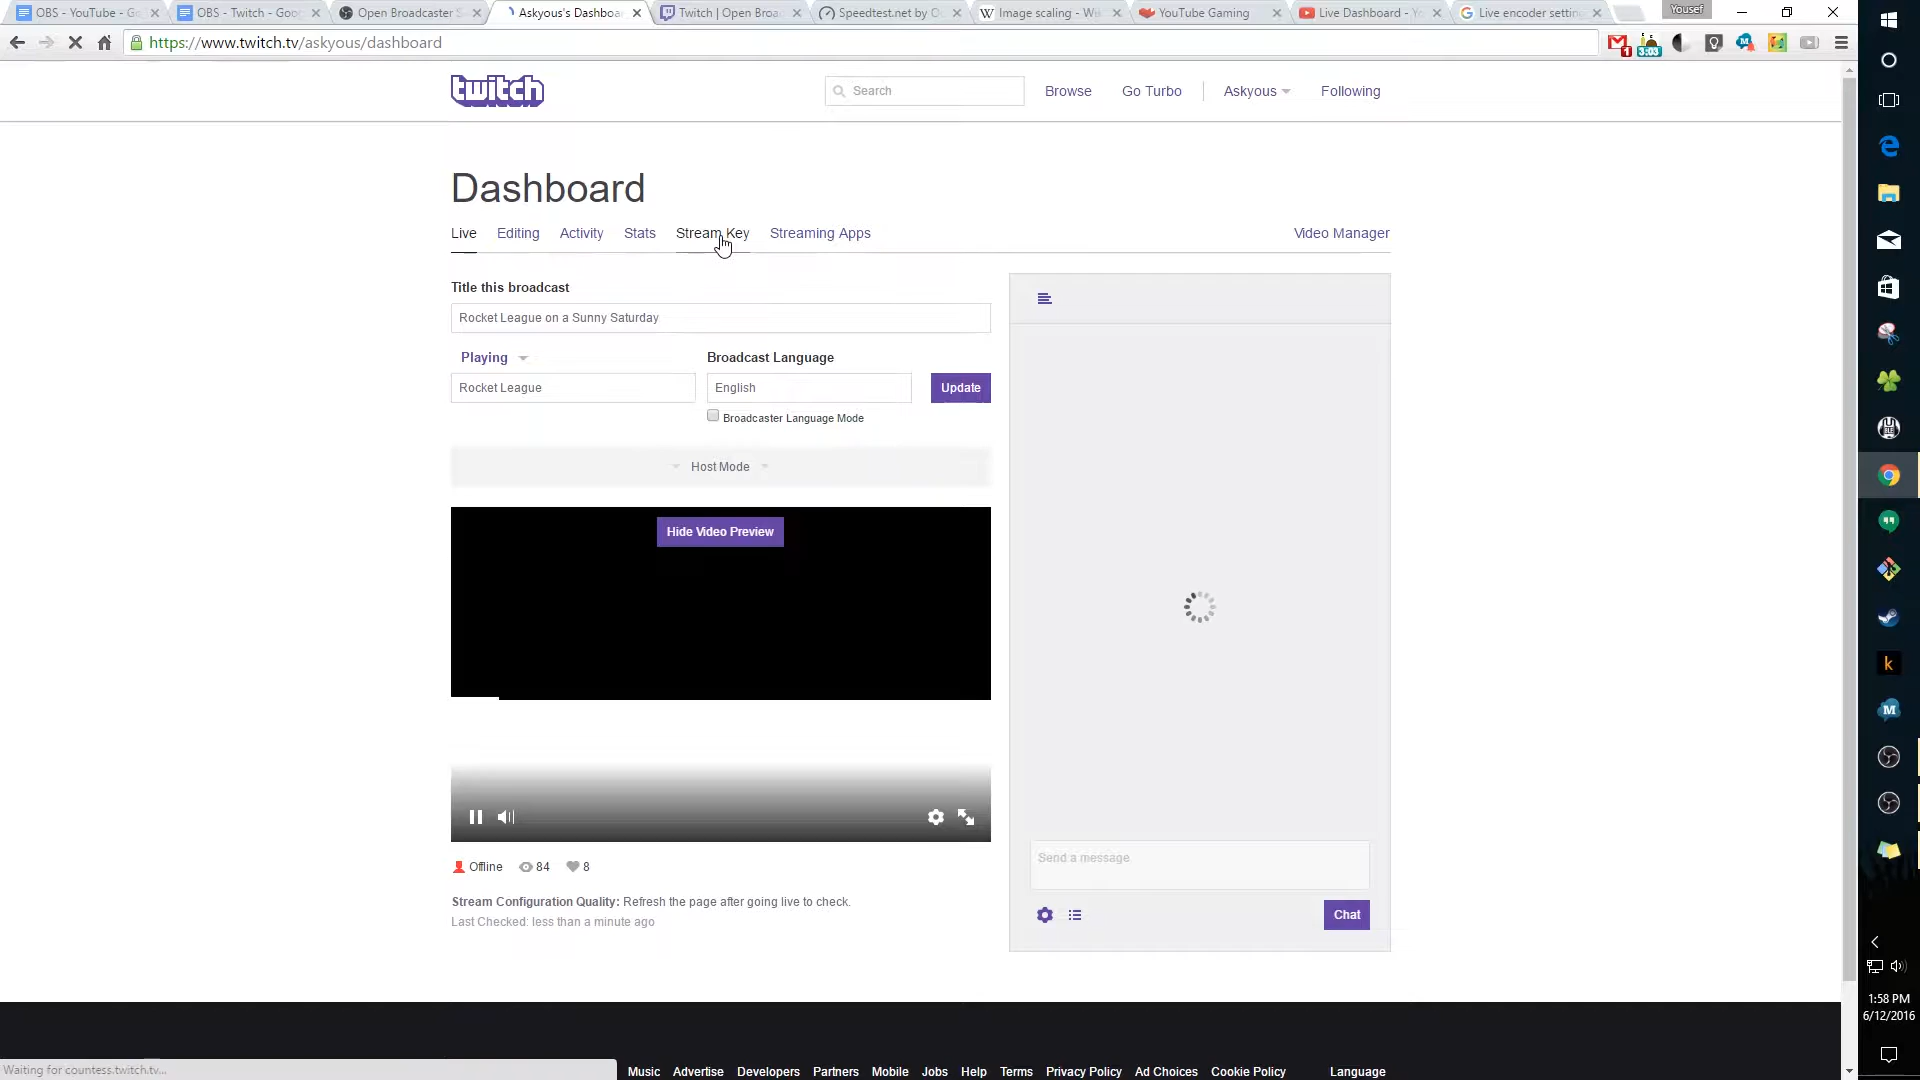 OBS - YouTube - G
OBS - Twitch - Goo
Open Broadcaster S
Askyous's Dashboa
Twitch | Open Broa
Speedtest.net by O
Image scaling - Wi
YouTube Gaming
Live Dashboard - Y
Live encoder settin
Yousef
https://www.twitch.tv/askyous/dashboard
1
3:03
twitch
Search
Browse
Go Turbo
Askyous
Following
Dashboard
Live
Editing
Activity
Stats
Stream Key
Streaming Apps
Video Manager
Title this broadcast
Rocket League on a Sunny Saturday
Playing
Broadcast Language
Rocket League
English
Update
Broadcaster Language Mode
Host Mode
Hide Video Preview
Offline
84
8
Stream Configuration Quality: Refresh the page after going live to check.
Last Checked: less than a minute ago
Send a message
Chat
1:58 PM
6/12/2016
Waiting for countess.twitch.tv...
Music
Advertise
Developers
Partners
Mobile
Jobs
Help
Terms
Privacy Policy
Ad Choices
Cookie Policy
Language